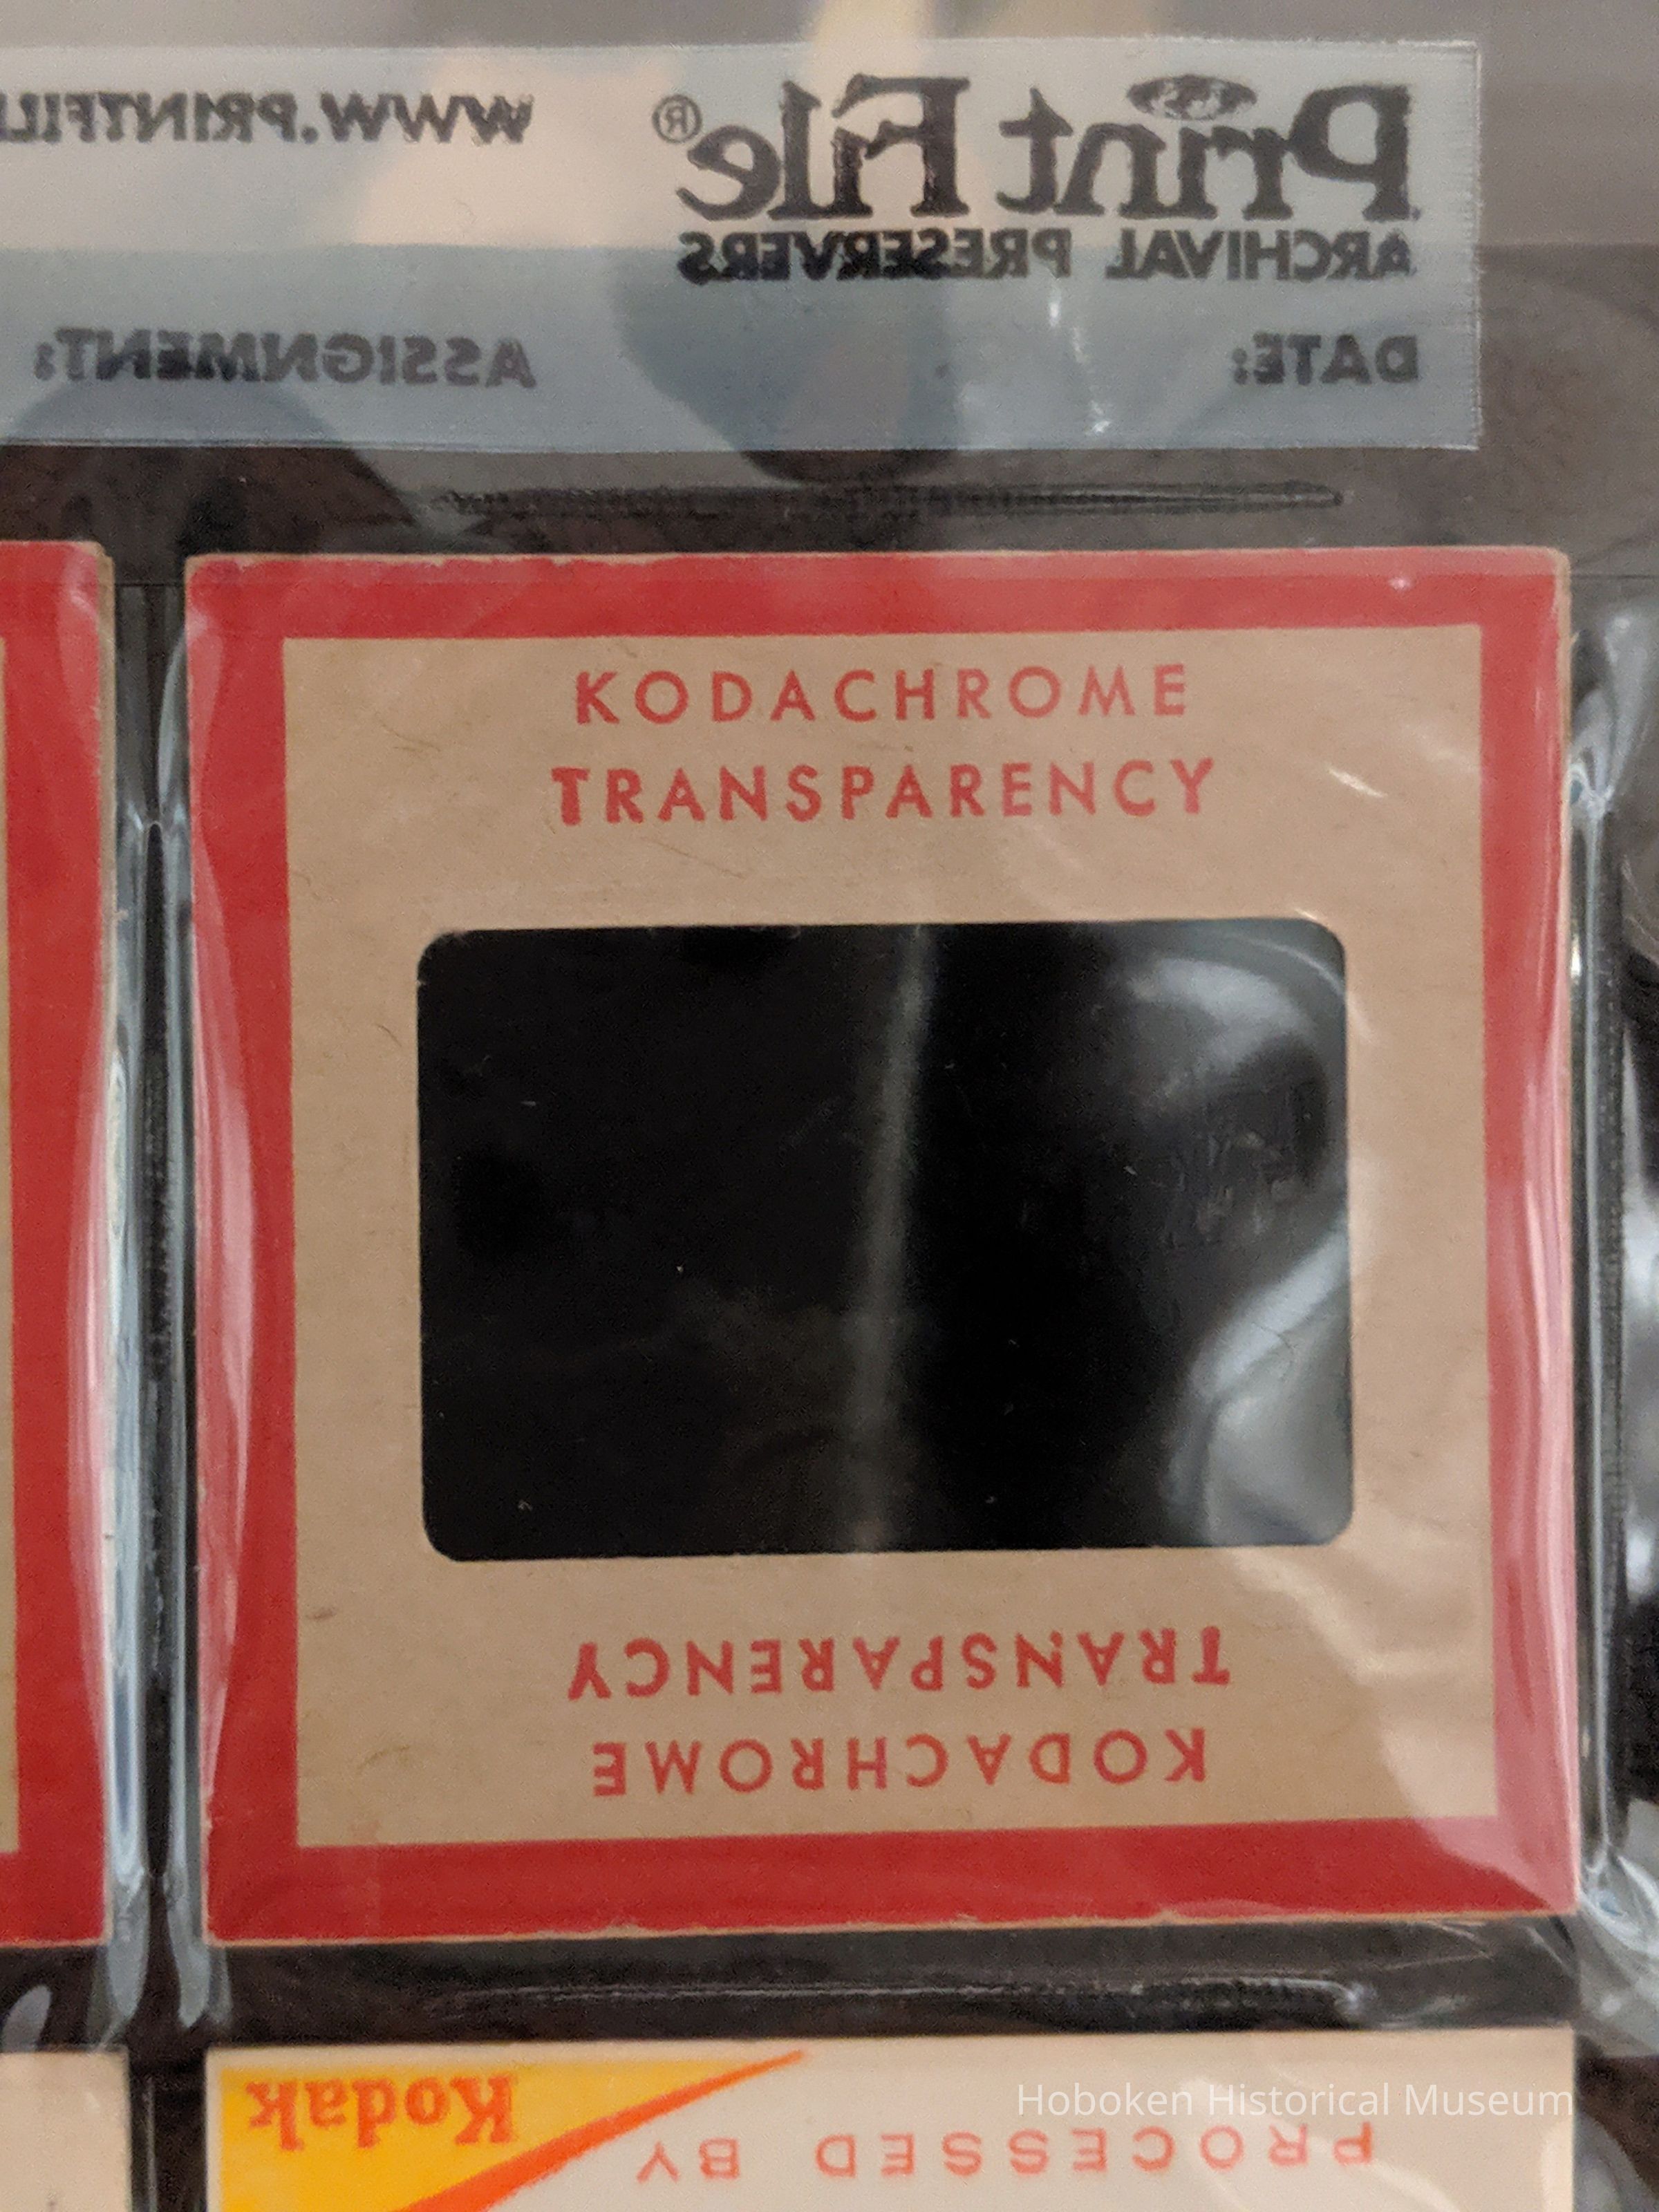 Print File® WWW.PRINTFIL
ARCHIVAL PRESERVERS
DATE: ASSIGNMENT:
KODACHROME
TRANSPARENCY
TRANSPARENCY
KODACHROME
Kodak
PROCESSED BY
Hoboken Historical Museum